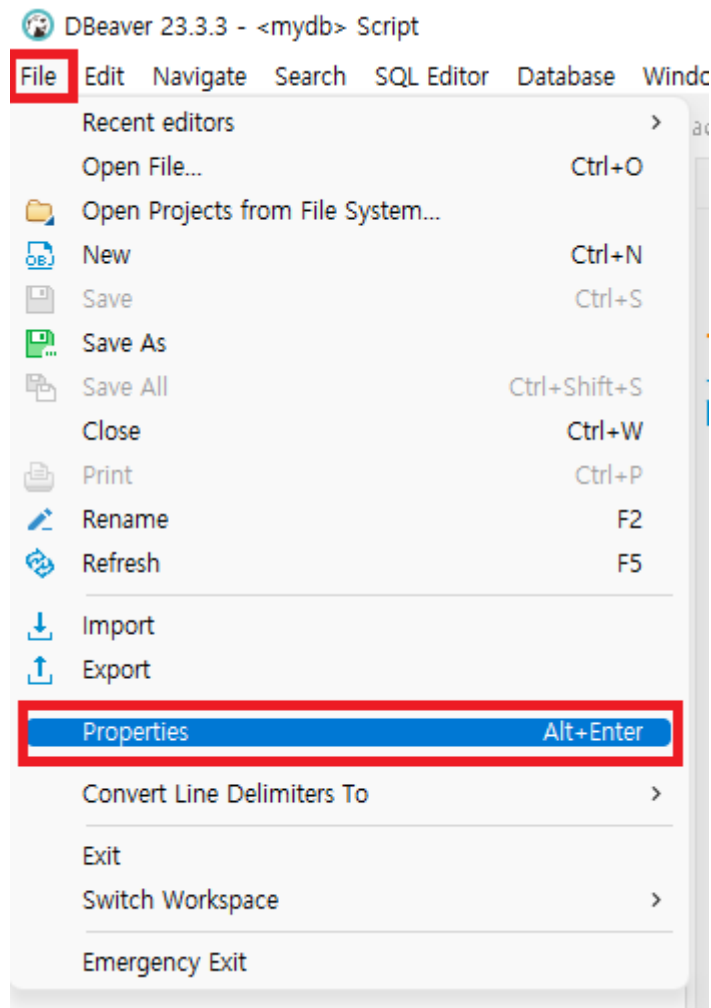 DBeaver 23.3.3 - <mydb> Script
File Edit Navigate Search SQL Editor Database
Recent editors
Open File... Ctrl+O
Open Projects from File System...
New Ctrl+N
Save Ctrl+S
Save As
Save All Ctrl+Shift+S
Close Ctrl+W
Print Ctrl+P
Rename F2
Refresh F5
Import
Export
Properties Alt+Enter
Convert Line Delimiters To
Exit
Switch Workspace
Emergency Exit